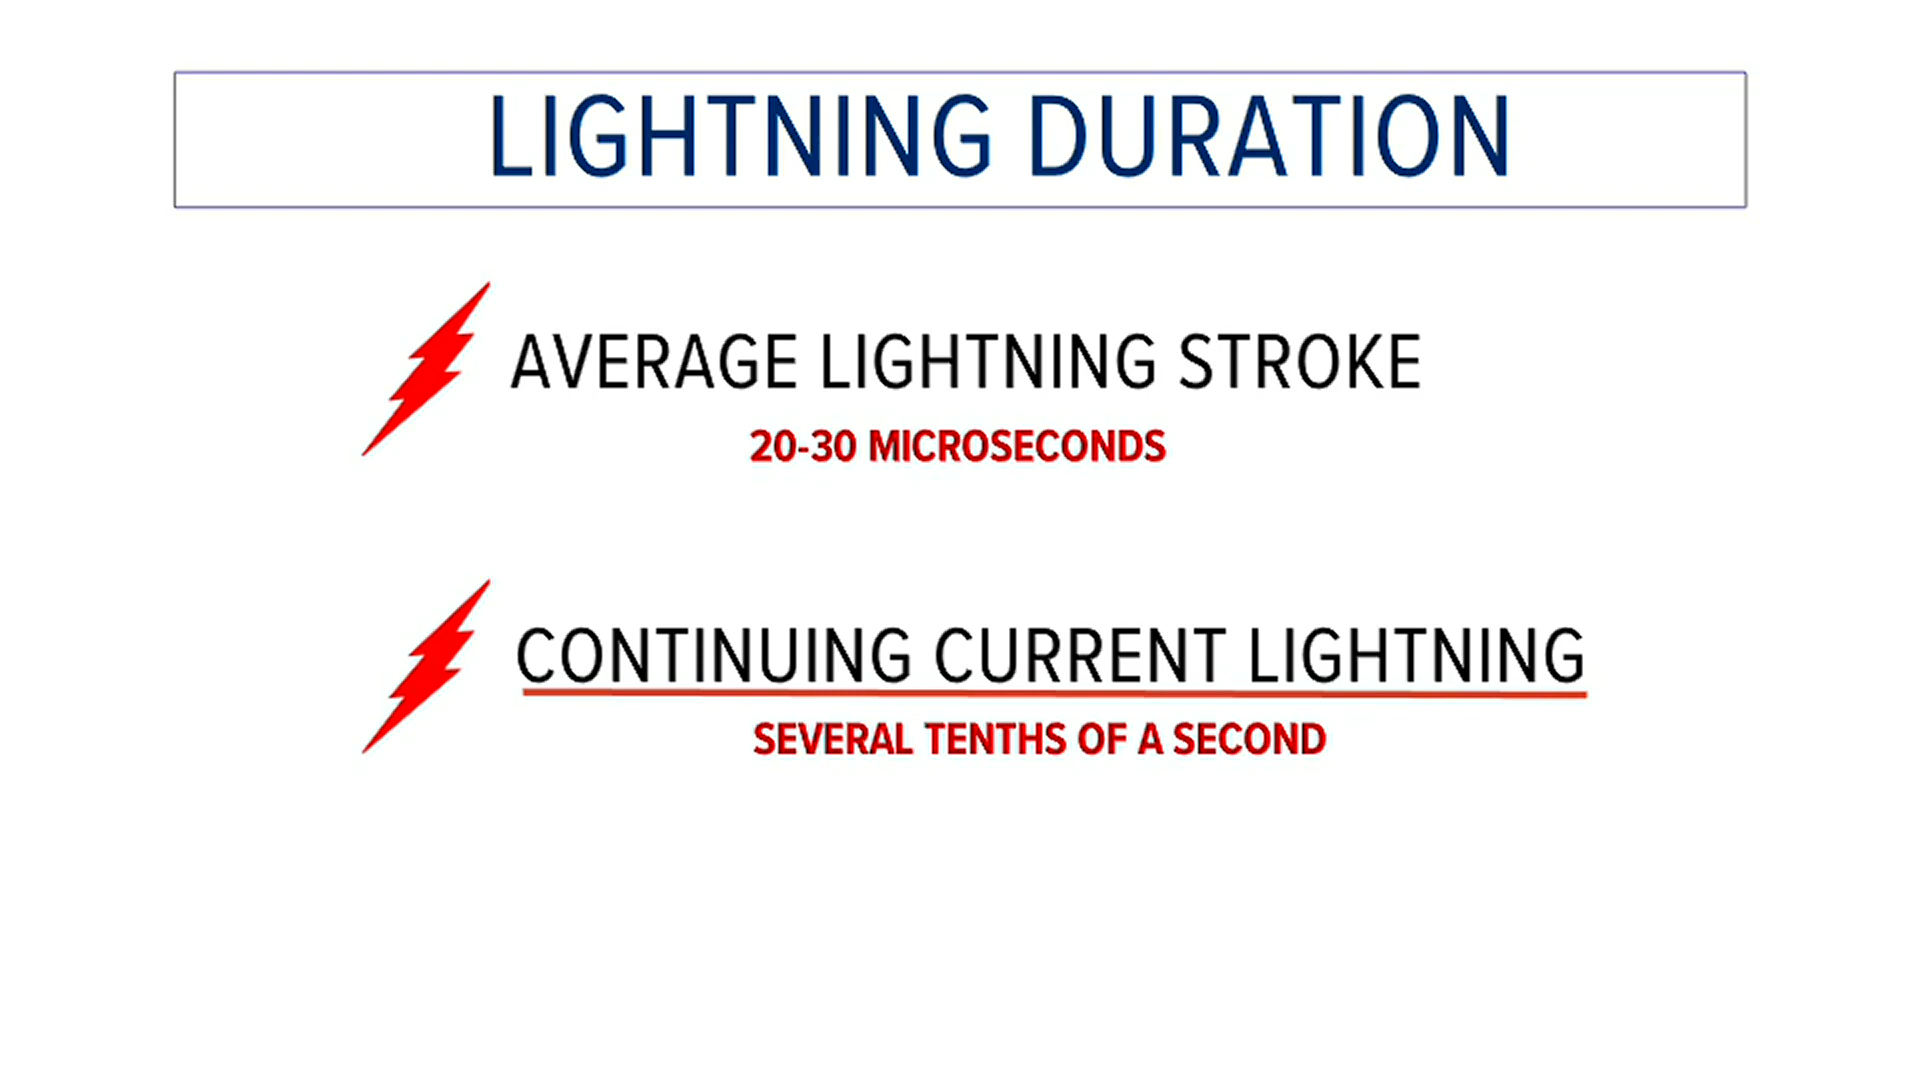 LIGHTNING DURATION
AVERAGE LIGHTNING STROKE
20-30 MICROSECONDS
CONTINUING CURRENT LIGHTNING
SEVERAL TENTHS OF A SECOND